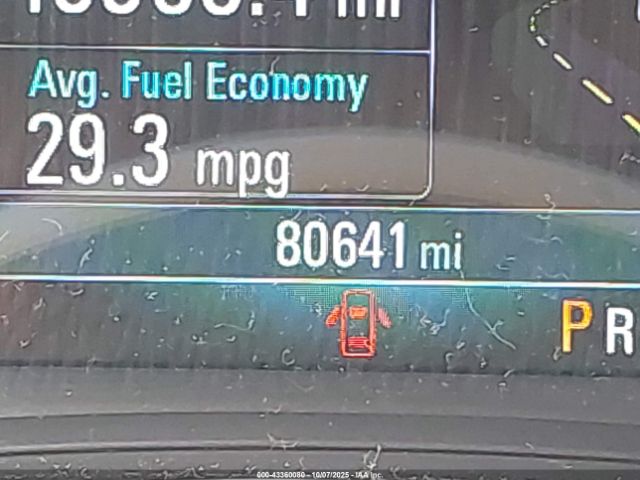 Avg. Fuel Economy
29.3 mpg
80641 mi
P R
000-43360080 - 10/07/2025 - IAA Inc.